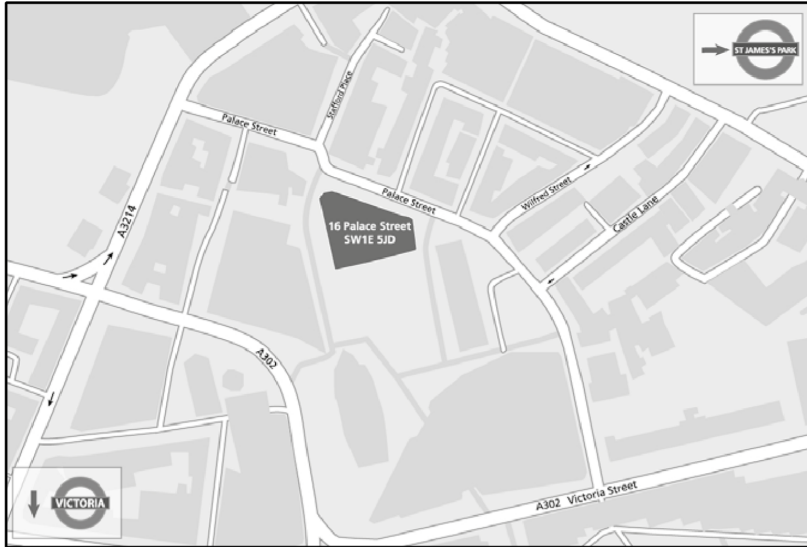 ST JAMES'S PARK
Stafford Place
Palace Street
A3214
Palace Street
Wilfred Street
Castle Lane
16 Palace Street
SW1E 5JD
A302
VICTORIA
A302 Victoria Street